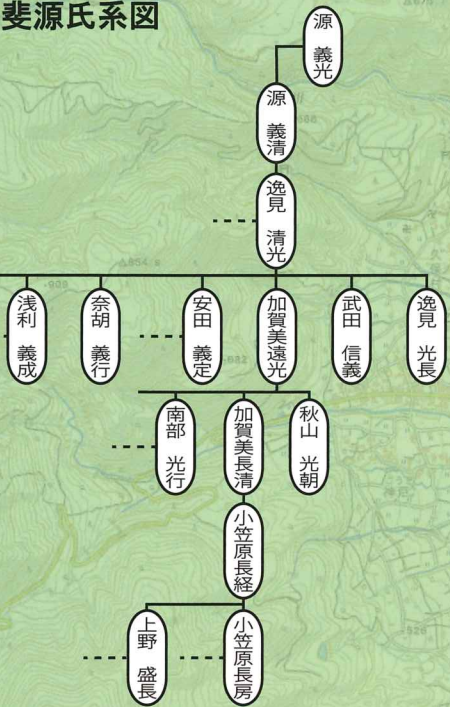 斐源氏系図
源 義光
源 義清
逸見 清光
逸見 光長
武田 信義
加賀美遠光
安田 義定
奈胡 義行
浅利 義成
秋山 光朝
加賀美長清
南部 光行
小笠原長経
小笠原長房
上野 盛長